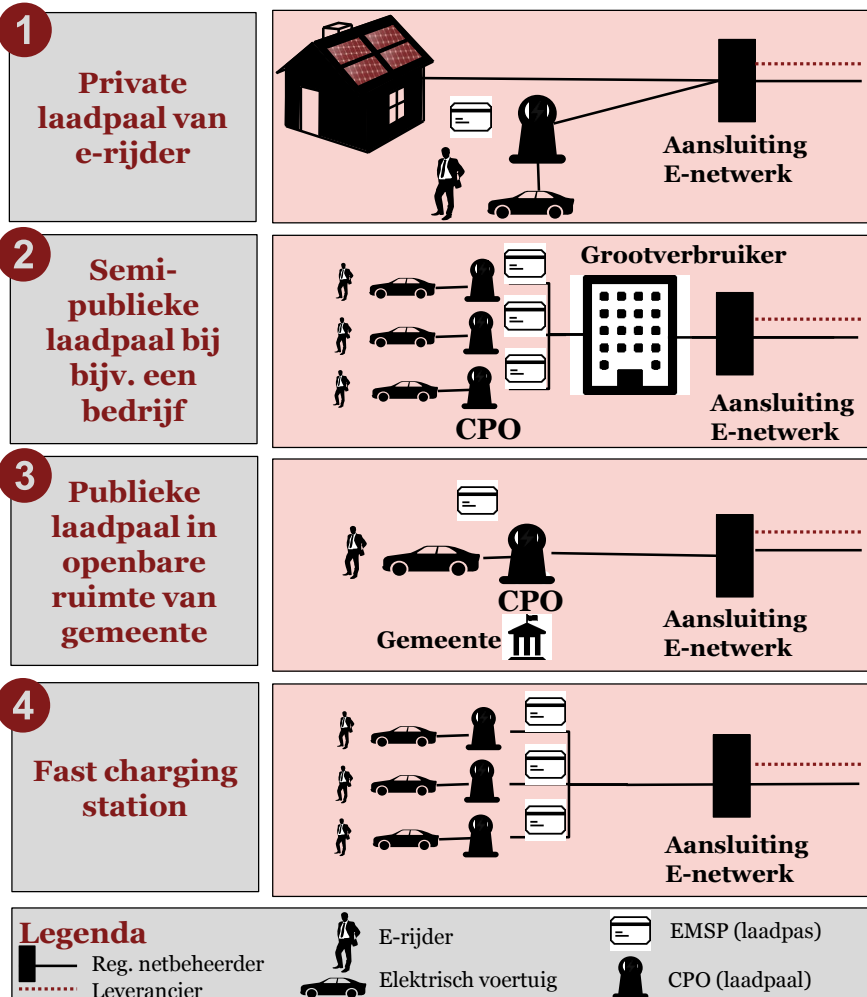 1
Private
laadpaal van
e-rijder
Aansluiting
E-netwerk
2
Semi-
publieke
laadpaal bij
bijv. een
bedrijf
Grootverbruiker
CPO
Aansluiting
E-netwerk
3
Publieke
laadpaal in
openbare
ruimte van
gemeente
CPO
Gemeente
Aansluiting
E-netwerk
4
Fast charging
station
Aansluiting
E-netwerk
Legenda
Reg. netbeheerder
Leverancier
E-rijder
Elektrisch voertuig
EMSP (laadpas)
CPO (laadpaal)